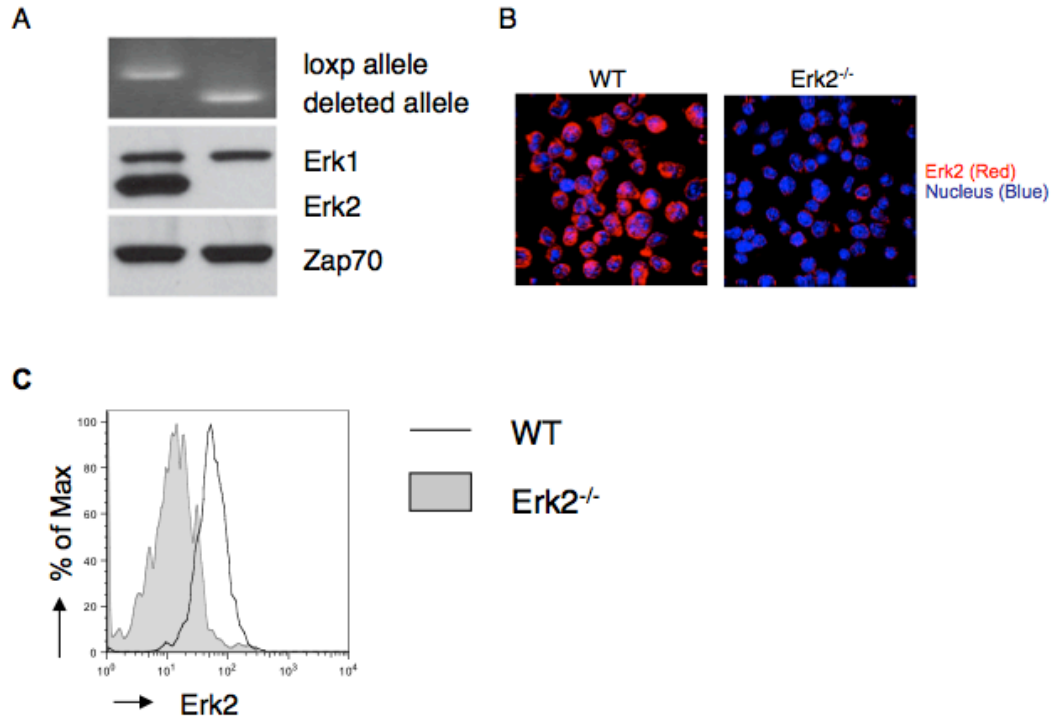 A
loxp allele
deleted allele
Erk1
Erk2
Zap70
B
WT
Erk2-/-
Erk2 (Red)
Nucleus (Blue)
C
% of Max
100
80
60
40
20
0
10⁰ 10¹ 10² 10³ 10⁴
Erk2
WT
Erk2-/-